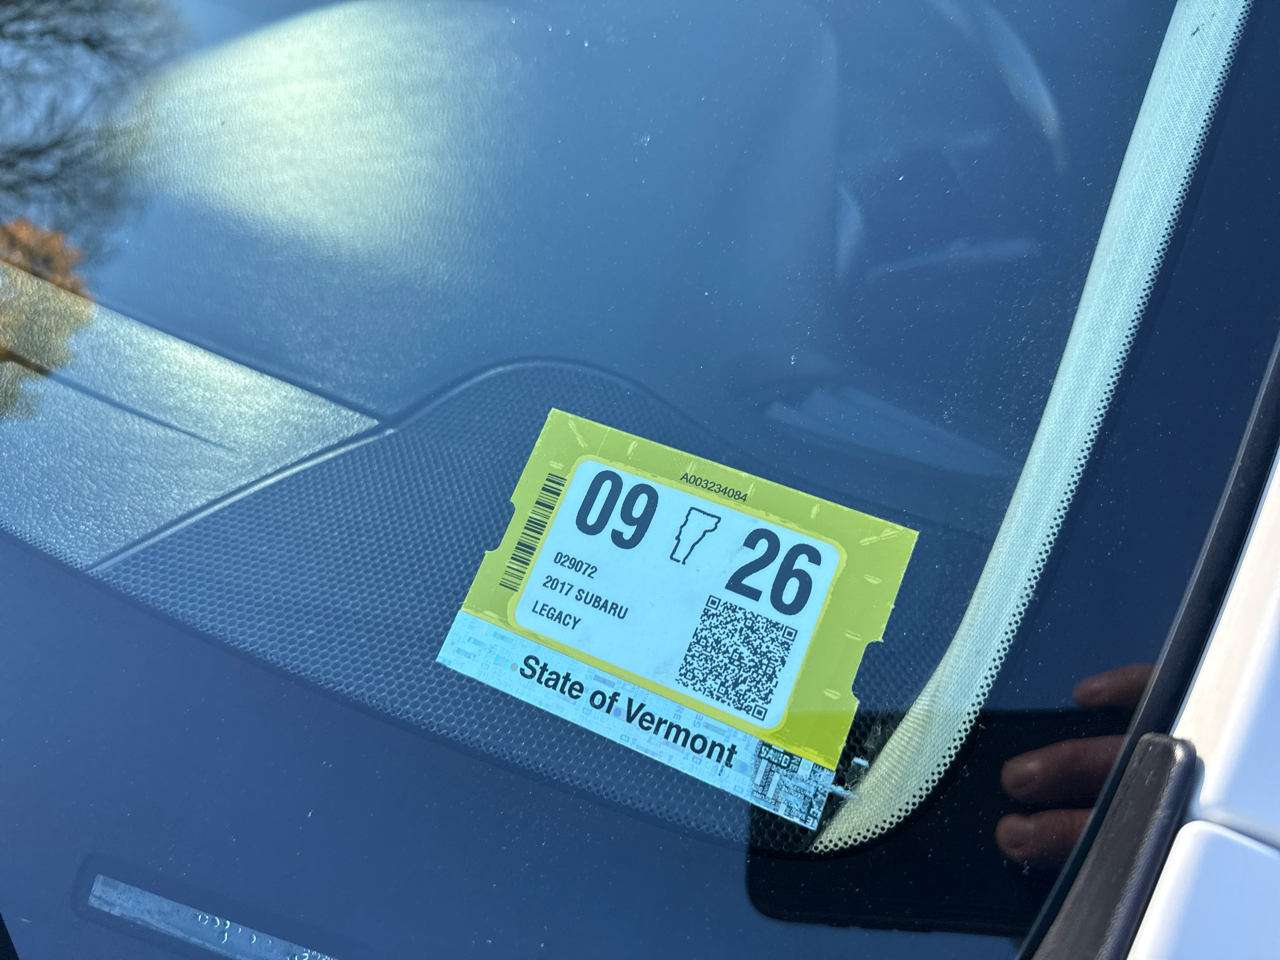 A003234084
09 26
029072
2017 SUBARU
LEGACY
State of Vermont